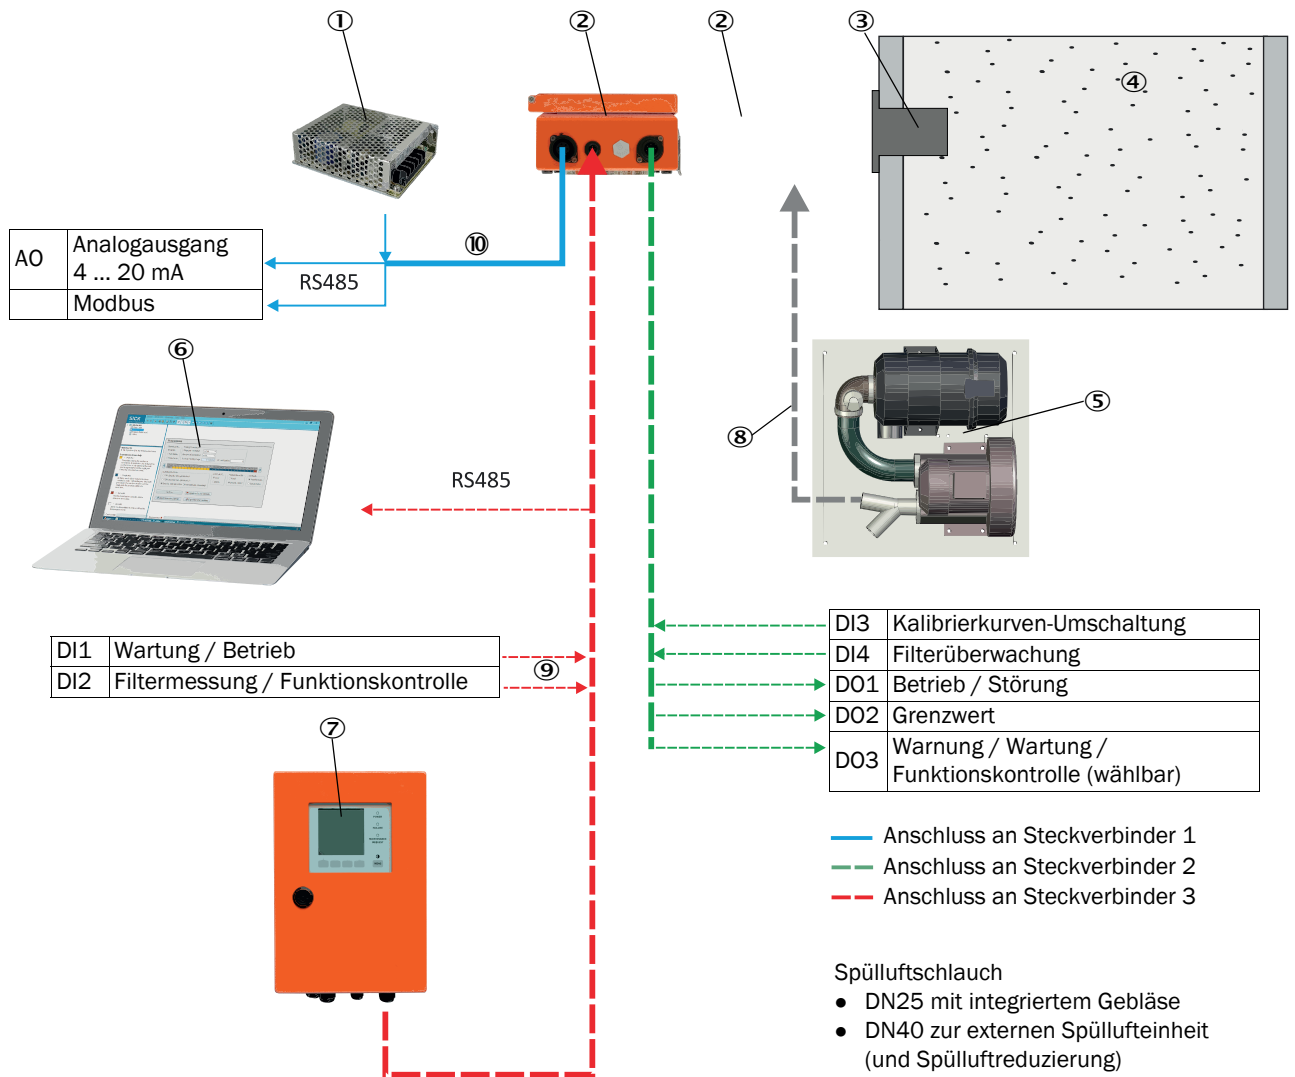 ① ② ② ③
④
AO Analogausgang
4 ... 20 mA
Modbus
⑩
RS485
⑥
SICK
⑤
⑧
RS485
DI1 Wartung / Betrieb
DI2 Filtermessung / Funktionskontrolle
⑨
DI3 Kalibrierkurven-Umschaltung
DI4 Filterüberwachung
DO1 Betrieb / Störung
DO2 Grenzwert
DO3 Warnung / Wartung /
Funktionskontrolle (wählbar)
⑦
Anschluss an Steckverbinder 1
Anschluss an Steckverbinder 2
Anschluss an Steckverbinder 3
Spülluftschlauch
● DN25 mit integriertem Gebläse
● DN40 zur externen Spüllufteinheit
(und Spülluftreduzierung)